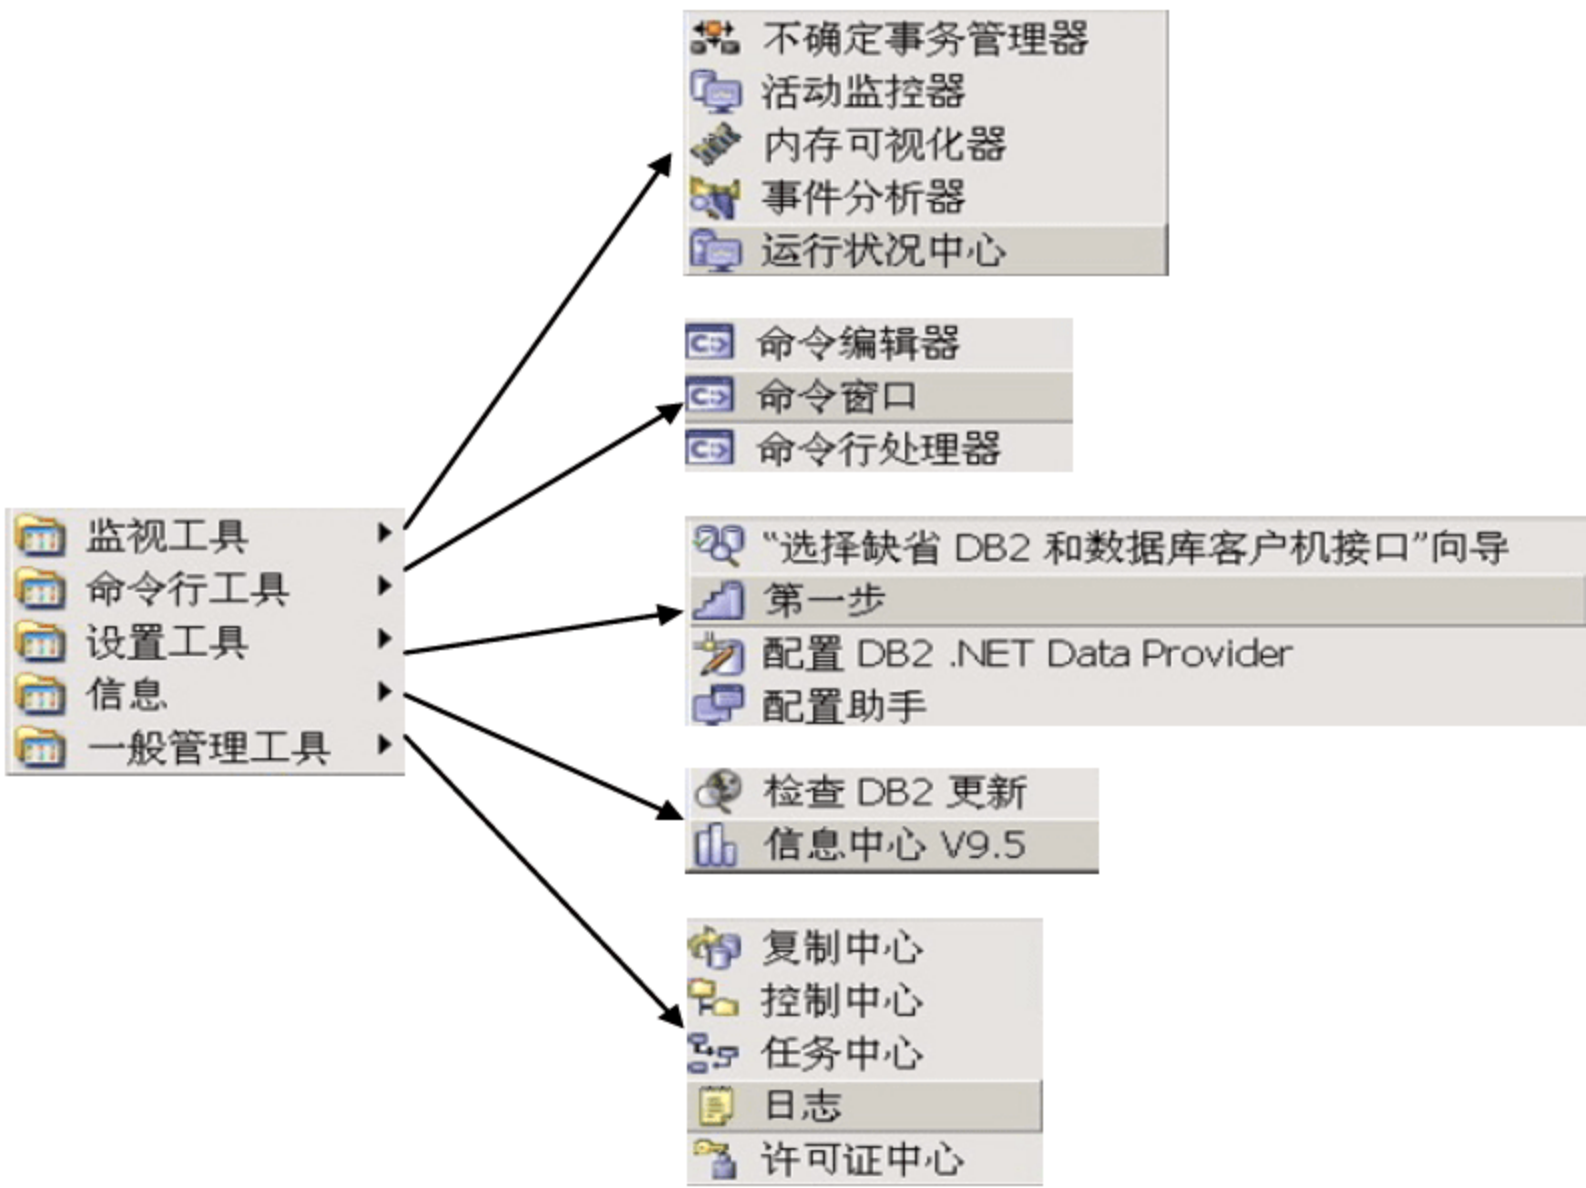 监视工具
命令行工具
设置工具
信息
一般管理工具
不确定事务管理器
活动监控器
内存可视化器
事件分析器
运行状况中心
命令编辑器
命令窗口
命令行处理器
“选择缺省 DB2 和数据库客户机接口”向导
第一步
配置 DB2 .NET Data Provider
配置助手
检查 DB2 更新
信息中心 V9.5
复制中心
控制中心
任务中心
日志
许可证中心